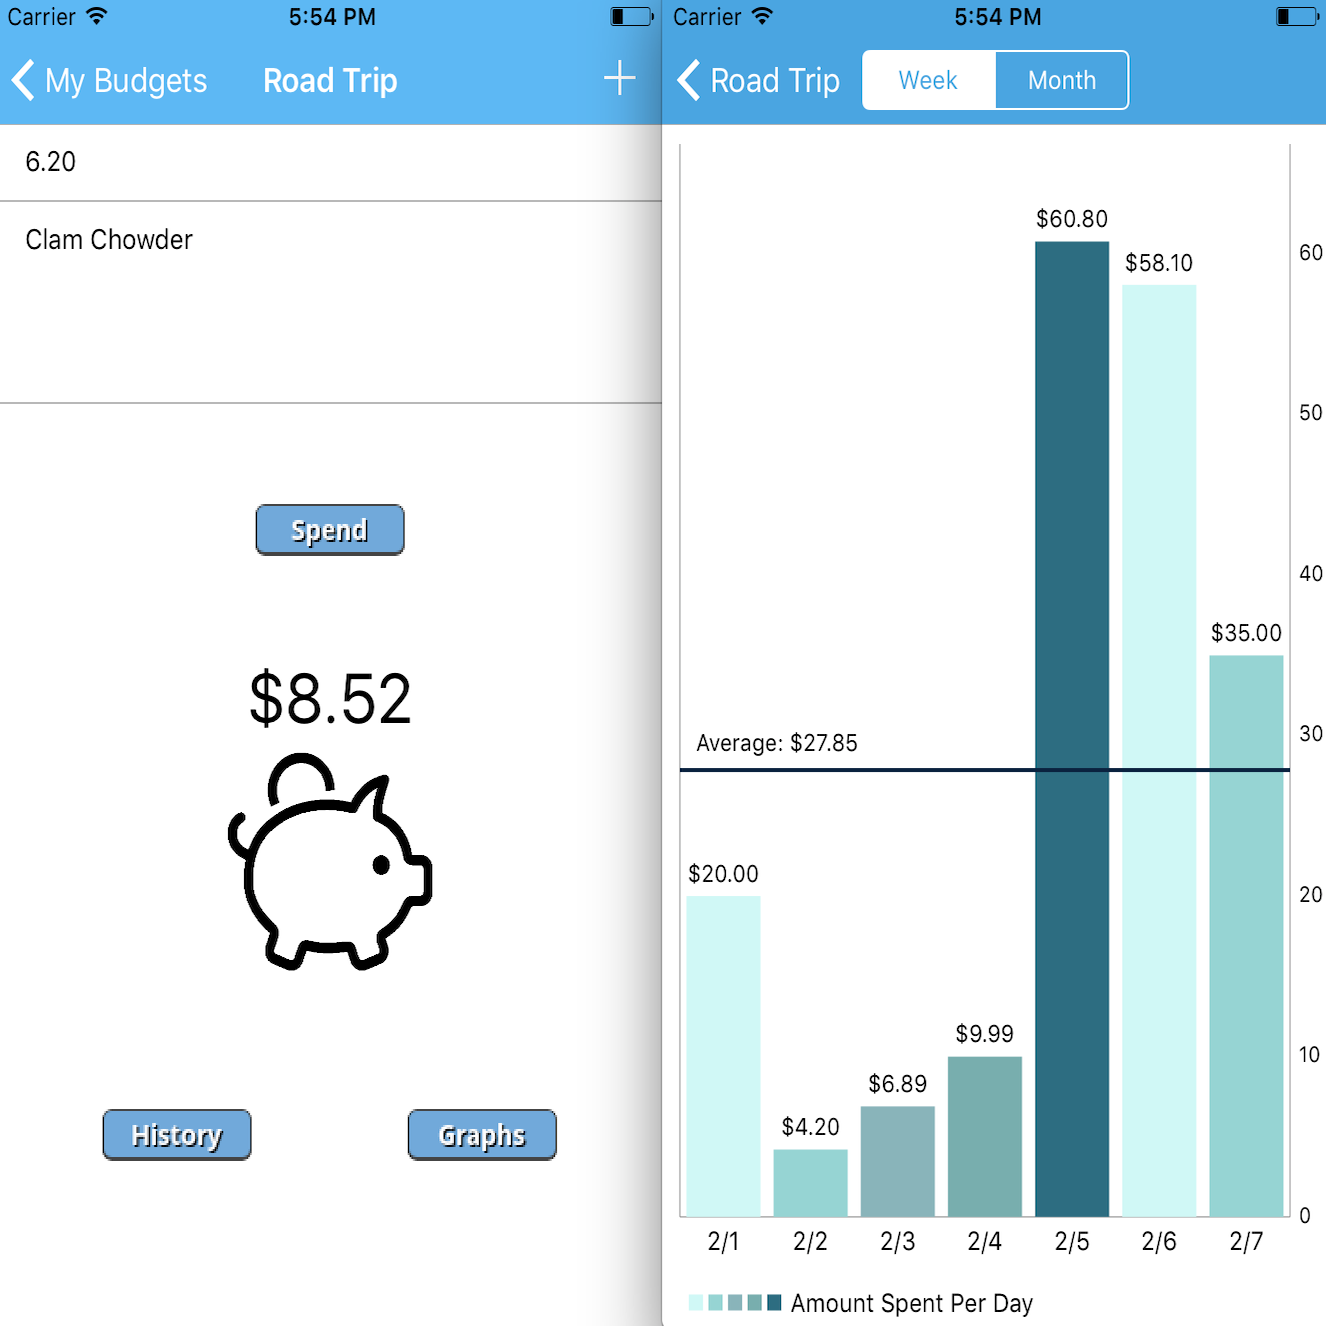 Carrier 5:54 PM
My Budgets Road Trip
6.20
Clam Chowder
Spend
$8.52
History Graphs
Carrier 5:54 PM
Road Trip Week Month
$60.80
60
$58.10
50
40
$35.00
30
Average: $27.85
$20.00
20
$9.99
10
$6.89
$4.20
0
2/1 2/2 2/3 2/4 2/5 2/6 2/7
Amount Spent Per Day